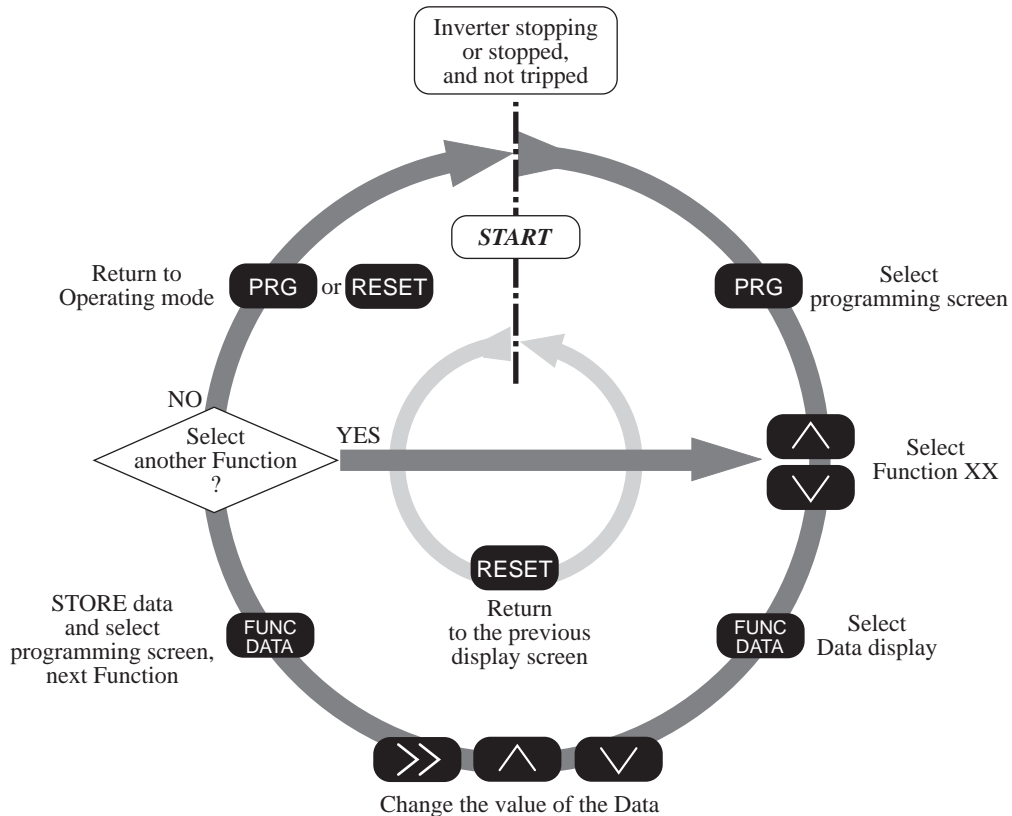 Inverter stopping
or stopped,
and not tripped
START
Return to
Operating mode
PRG or RESET
PRG
Select
programming screen
NO
Select
another Function
?
YES
Select
Function XX
RESET
Return
to the previous
display screen
STORE data
and select
programming screen,
next Function
FUNC
DATA
FUNC
DATA
Select
Data display
Change the value of the Data